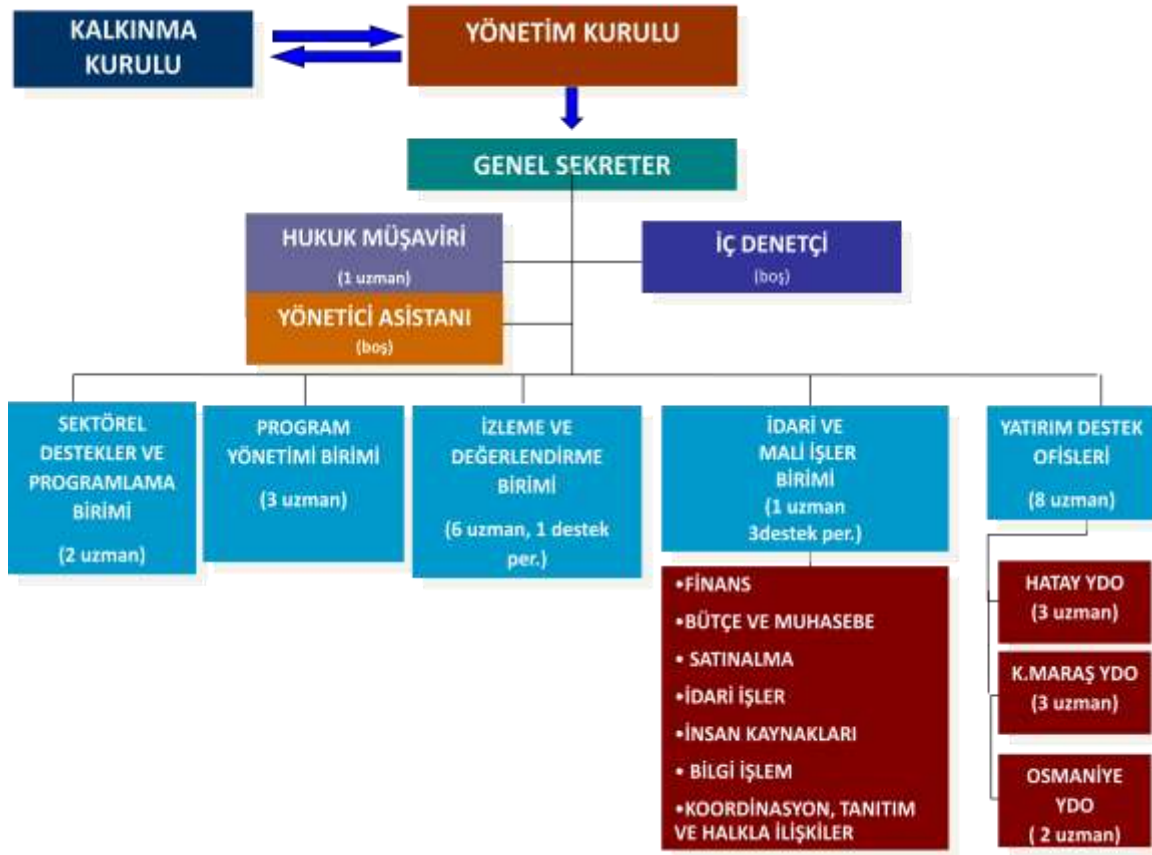 KALKINMA
KURULU
YÖNETİM KURULU
GENEL SEKRETER
HUKUK MÜŞAVİRİ
(1 uzman)
İÇ DENETÇİ
(boş)
YÖNETİCİ ASİSTANI
(boş)
SEKTÖREL
DESTEKLER VE
PROGRAMLAMA
BİRİMİ
(2 uzman)
PROGRAM
YÖNETİMİ BİRİMİ
(3 uzman)
İZLEME VE
DEĞERLENDİRME
BİRİMİ
(6 uzman, 1 destek
per.)
İDARİ VE
MALİ İŞLER
BİRİMİ
(1 uzman
3destek per.)
YATIRIM DESTEK
OFİSLERİ
(8 uzman)
•FİNANS
•BÜTÇE VE MUHASEBE
• SATINALMA
•İDARİ İŞLER
•İNSAN KAYNAKLARI
• BİLGİ İŞLEM
•KOORDİNASYON, TANITIM
VE HALKLA İLİŞKİLER
HATAY YDO
(3 uzman)
K.MARAŞ YDO
(3 uzman)
OSMANİYE
YDO
( 2 uzman)